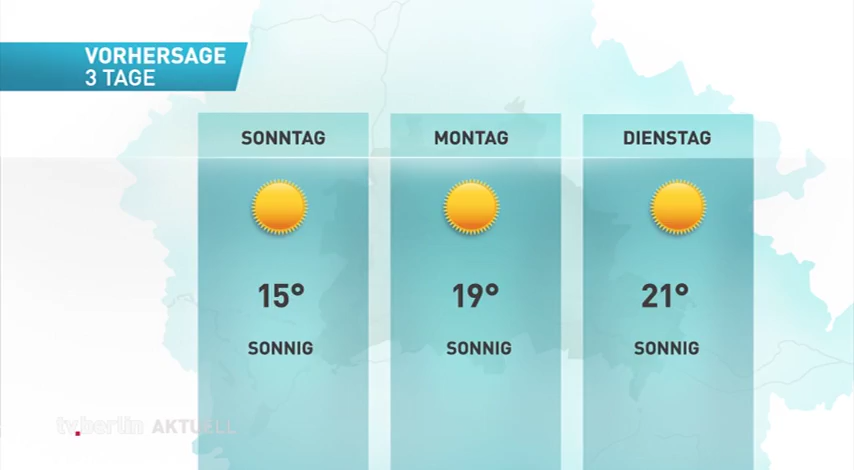 VORHERSAGE
3 TAGE
SONNTAG
MONTAG
DIENSTAG
15°
19°
21°
SONNIG
SONNIG
SONNIG
tv.berlin AKTUELL